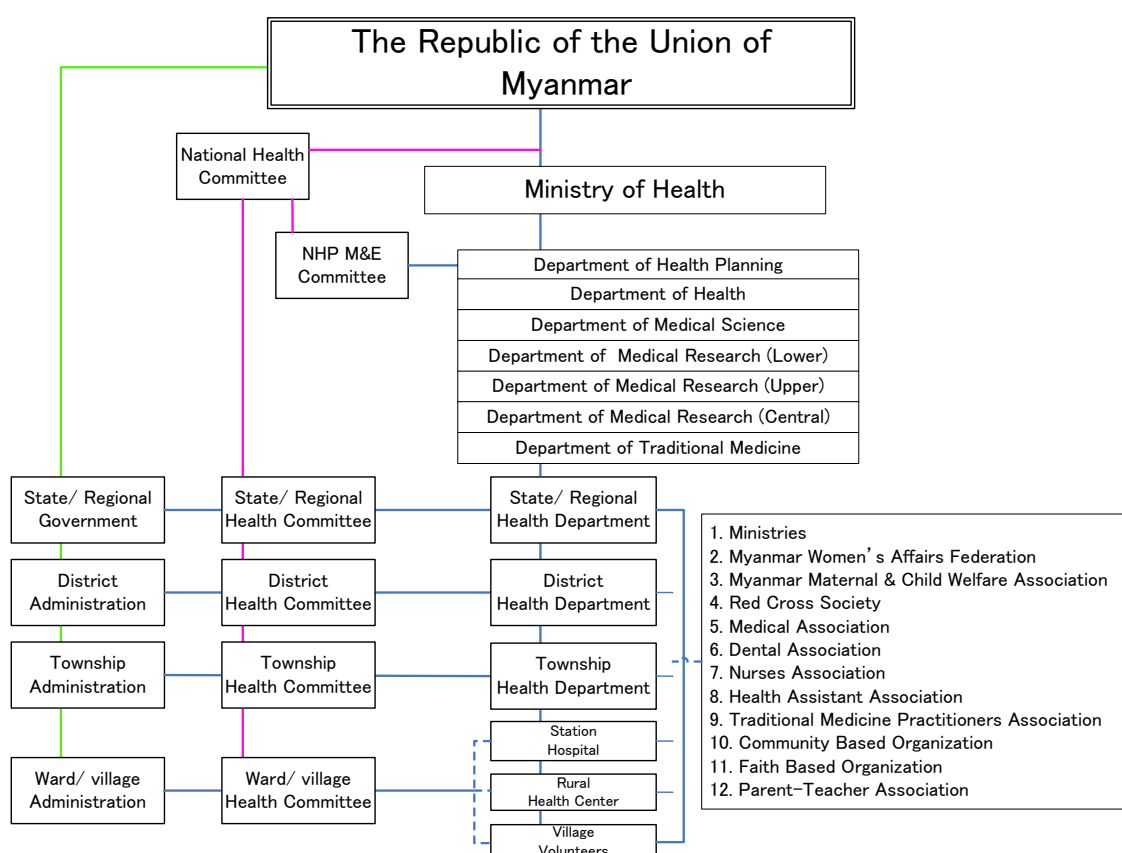 The Republic of the Union of
Myanmar
National Health
Committee
Ministry of Health
NHP M&E
Committee
Department of Health Planning
Department of Health
Department of Medical Science
Department of Medical Research (Lower)
Department of Medical Research (Upper)
Department of Medical Research (Central)
Department of Traditional Medicine
State/ Regional
Government
State/ Regional
Health Committee
State/ Regional
Health Department
District
Administration
District
Health Committee
District
Health Department
Township
Administration
Township
Health Committee
Township
Health Department
Station
Hospital
Ward/ village
Administration
Ward/ village
Health Committee
Rural
Health Center
Village
Volunteers
1. Ministries
2. Myanmar Women’s Affairs Federation
3. Myanmar Maternal & Child Welfare Association
4. Red Cross Society
5. Medical Association
6. Dental Association
7. Nurses Association
8. Health Assistant Association
9. Traditional Medicine Practitioners Association
10. Community Based Organization
11. Faith Based Organization
12. Parent-Teacher Association